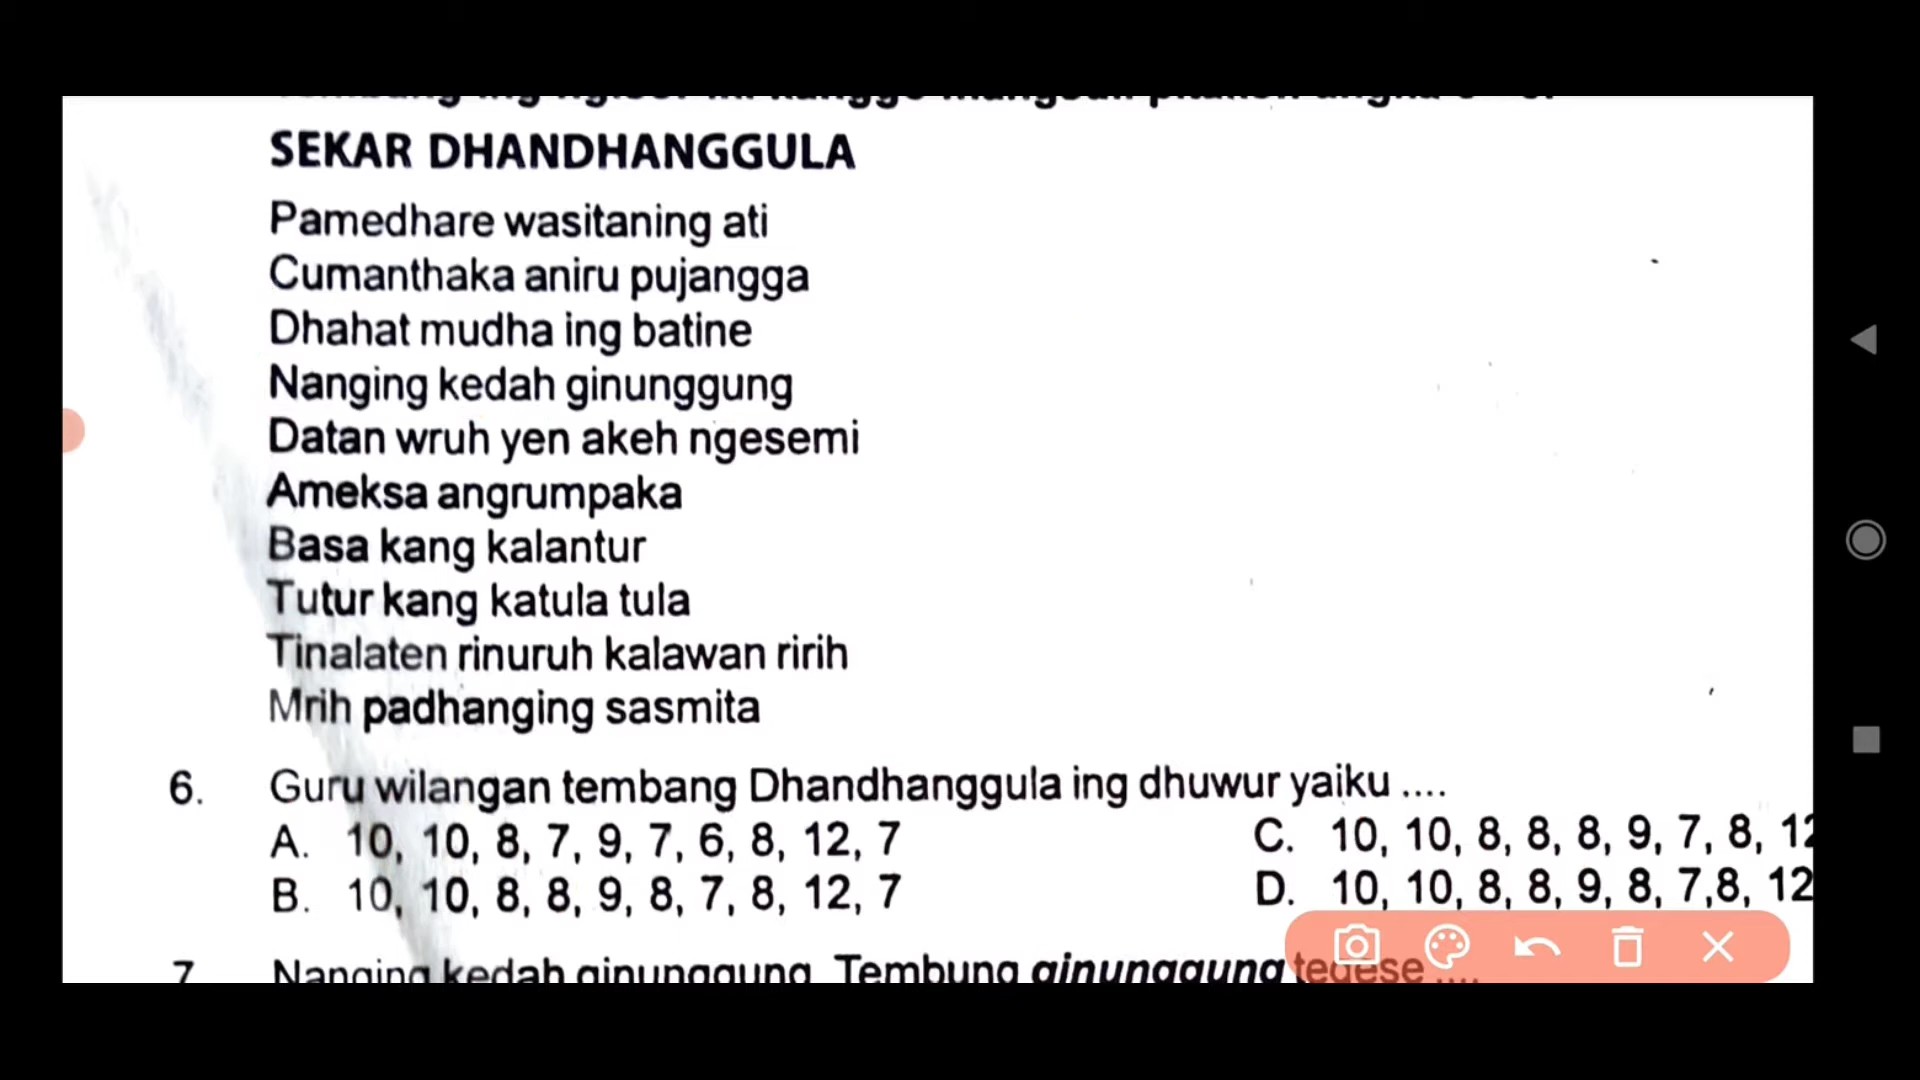 SEKAR DHANDHANGGULA
Pamedhare wasitaning ati
Cumanthaka aniru pujangga
Dhahat mudha ing batine
Nanging kedah ginunggung
Datan wruh yen akeh ngesemi
Ameksa angrumpaka
Basa kang kalantur
Tutur kang katula tula
Tinalaten rinuruh kalawan ririh
Mrih padhanging sasmita
6. Guru wilangan tembang Dhandhanggula ing dhuwur yaiku ....
A. 10, 10, 8, 7, 9, 7, 6, 8, 12, 7
C. 10, 10, 8, 8, 8, 9, 7, 8, 12
B. 10, 10, 8, 8, 9, 8, 7, 8, 12, 7
D. 10, 10, 8, 8, 9, 8, 7,8, 12
7 Nanging kedah ginunggung Tembung ginunggung tegese ....